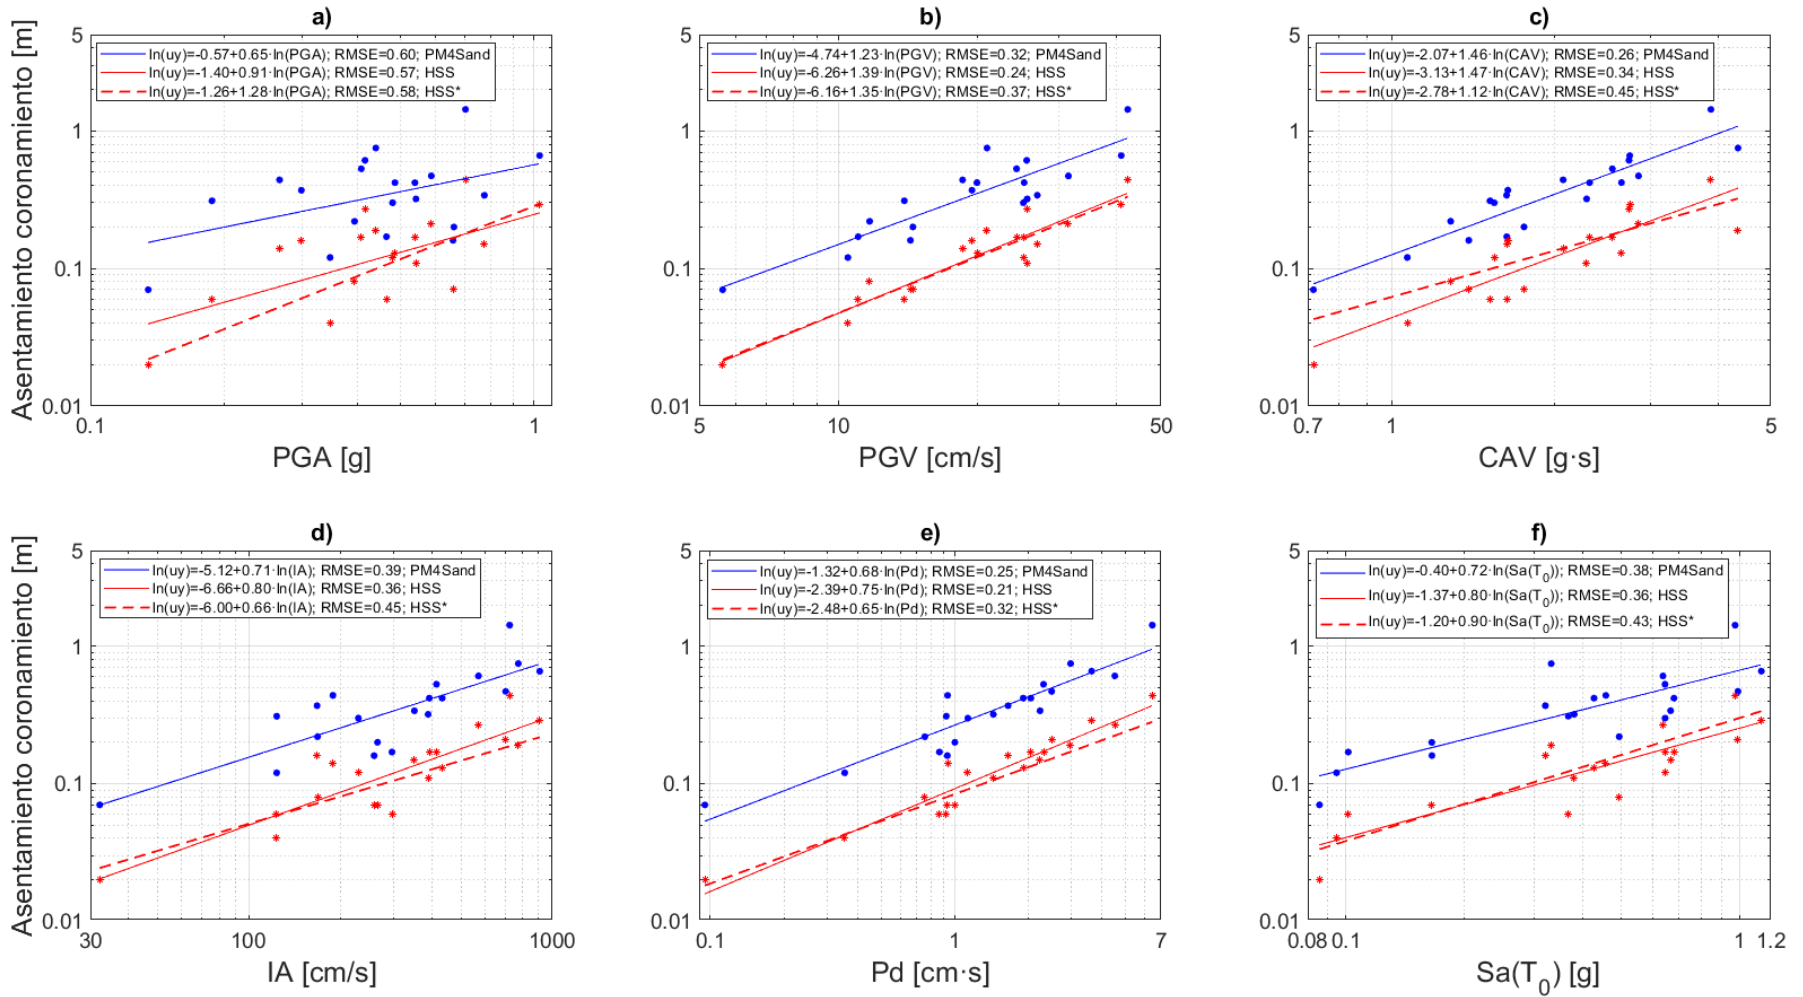 a)
Asentamiento coronamiento [m]
5
1
0.1
0.01
ln(uy)=-0.57+0.65·ln(PGA); RMSE=0.60; PM4Sand
ln(uy)=-1.40+0.91·ln(PGA); RMSE=0.57; HSS
ln(uy)=-1.26+1.28·ln(PGA); RMSE=0.58; HSS*
0.1 1
PGA [g]
b)
5
1
0.1
0.01
ln(uy)=-4.74+1.23·ln(PGV); RMSE=0.32; PM4Sand
ln(uy)=-6.26+1.39·ln(PGV); RMSE=0.24; HSS
ln(uy)=-6.16+1.35·ln(PGV); RMSE=0.37; HSS*
5 10 50
PGV [cm/s]
c)
5
1
0.1
0.01
ln(uy)=-2.07+1.46·ln(CAV); RMSE=0.26; PM4Sand
ln(uy)=-3.13+1.47·ln(CAV); RMSE=0.34; HSS
ln(uy)=-2.78+1.12·ln(CAV); RMSE=0.45; HSS*
0.7 1 5
CAV [g·s]
d)
Asentamiento coronamiento [m]
5
1
0.1
0.01
ln(uy)=-5.12+0.71·ln(IA); RMSE=0.39; PM4Sand
ln(uy)=-6.66+0.80·ln(IA); RMSE=0.36; HSS
ln(uy)=-6.00+0.66·ln(IA); RMSE=0.45; HSS*
30 100 1000
IA [cm/s]
e)
5
1
0.1
0.01
ln(uy)=-1.32+0.68·ln(Pd); RMSE=0.25; PM4Sand
ln(uy)=-2.39+0.75·ln(Pd); RMSE=0.21; HSS
ln(uy)=-2.48+0.65·ln(Pd); RMSE=0.32; HSS*
0.1 1 7
Pd [cm·s]
f)
5
1
0.1
0.01
ln(uy)=-0.40+0.72·ln(Sa(T0)); RMSE=0.38; PM4Sand
ln(uy)=-1.37+0.80·ln(Sa(T0)); RMSE=0.36; HSS
ln(uy)=-1.20+0.90·ln(Sa(T0)); RMSE=0.43; HSS*
0.08 0.1 1 1.2
Sa(T0) [g]